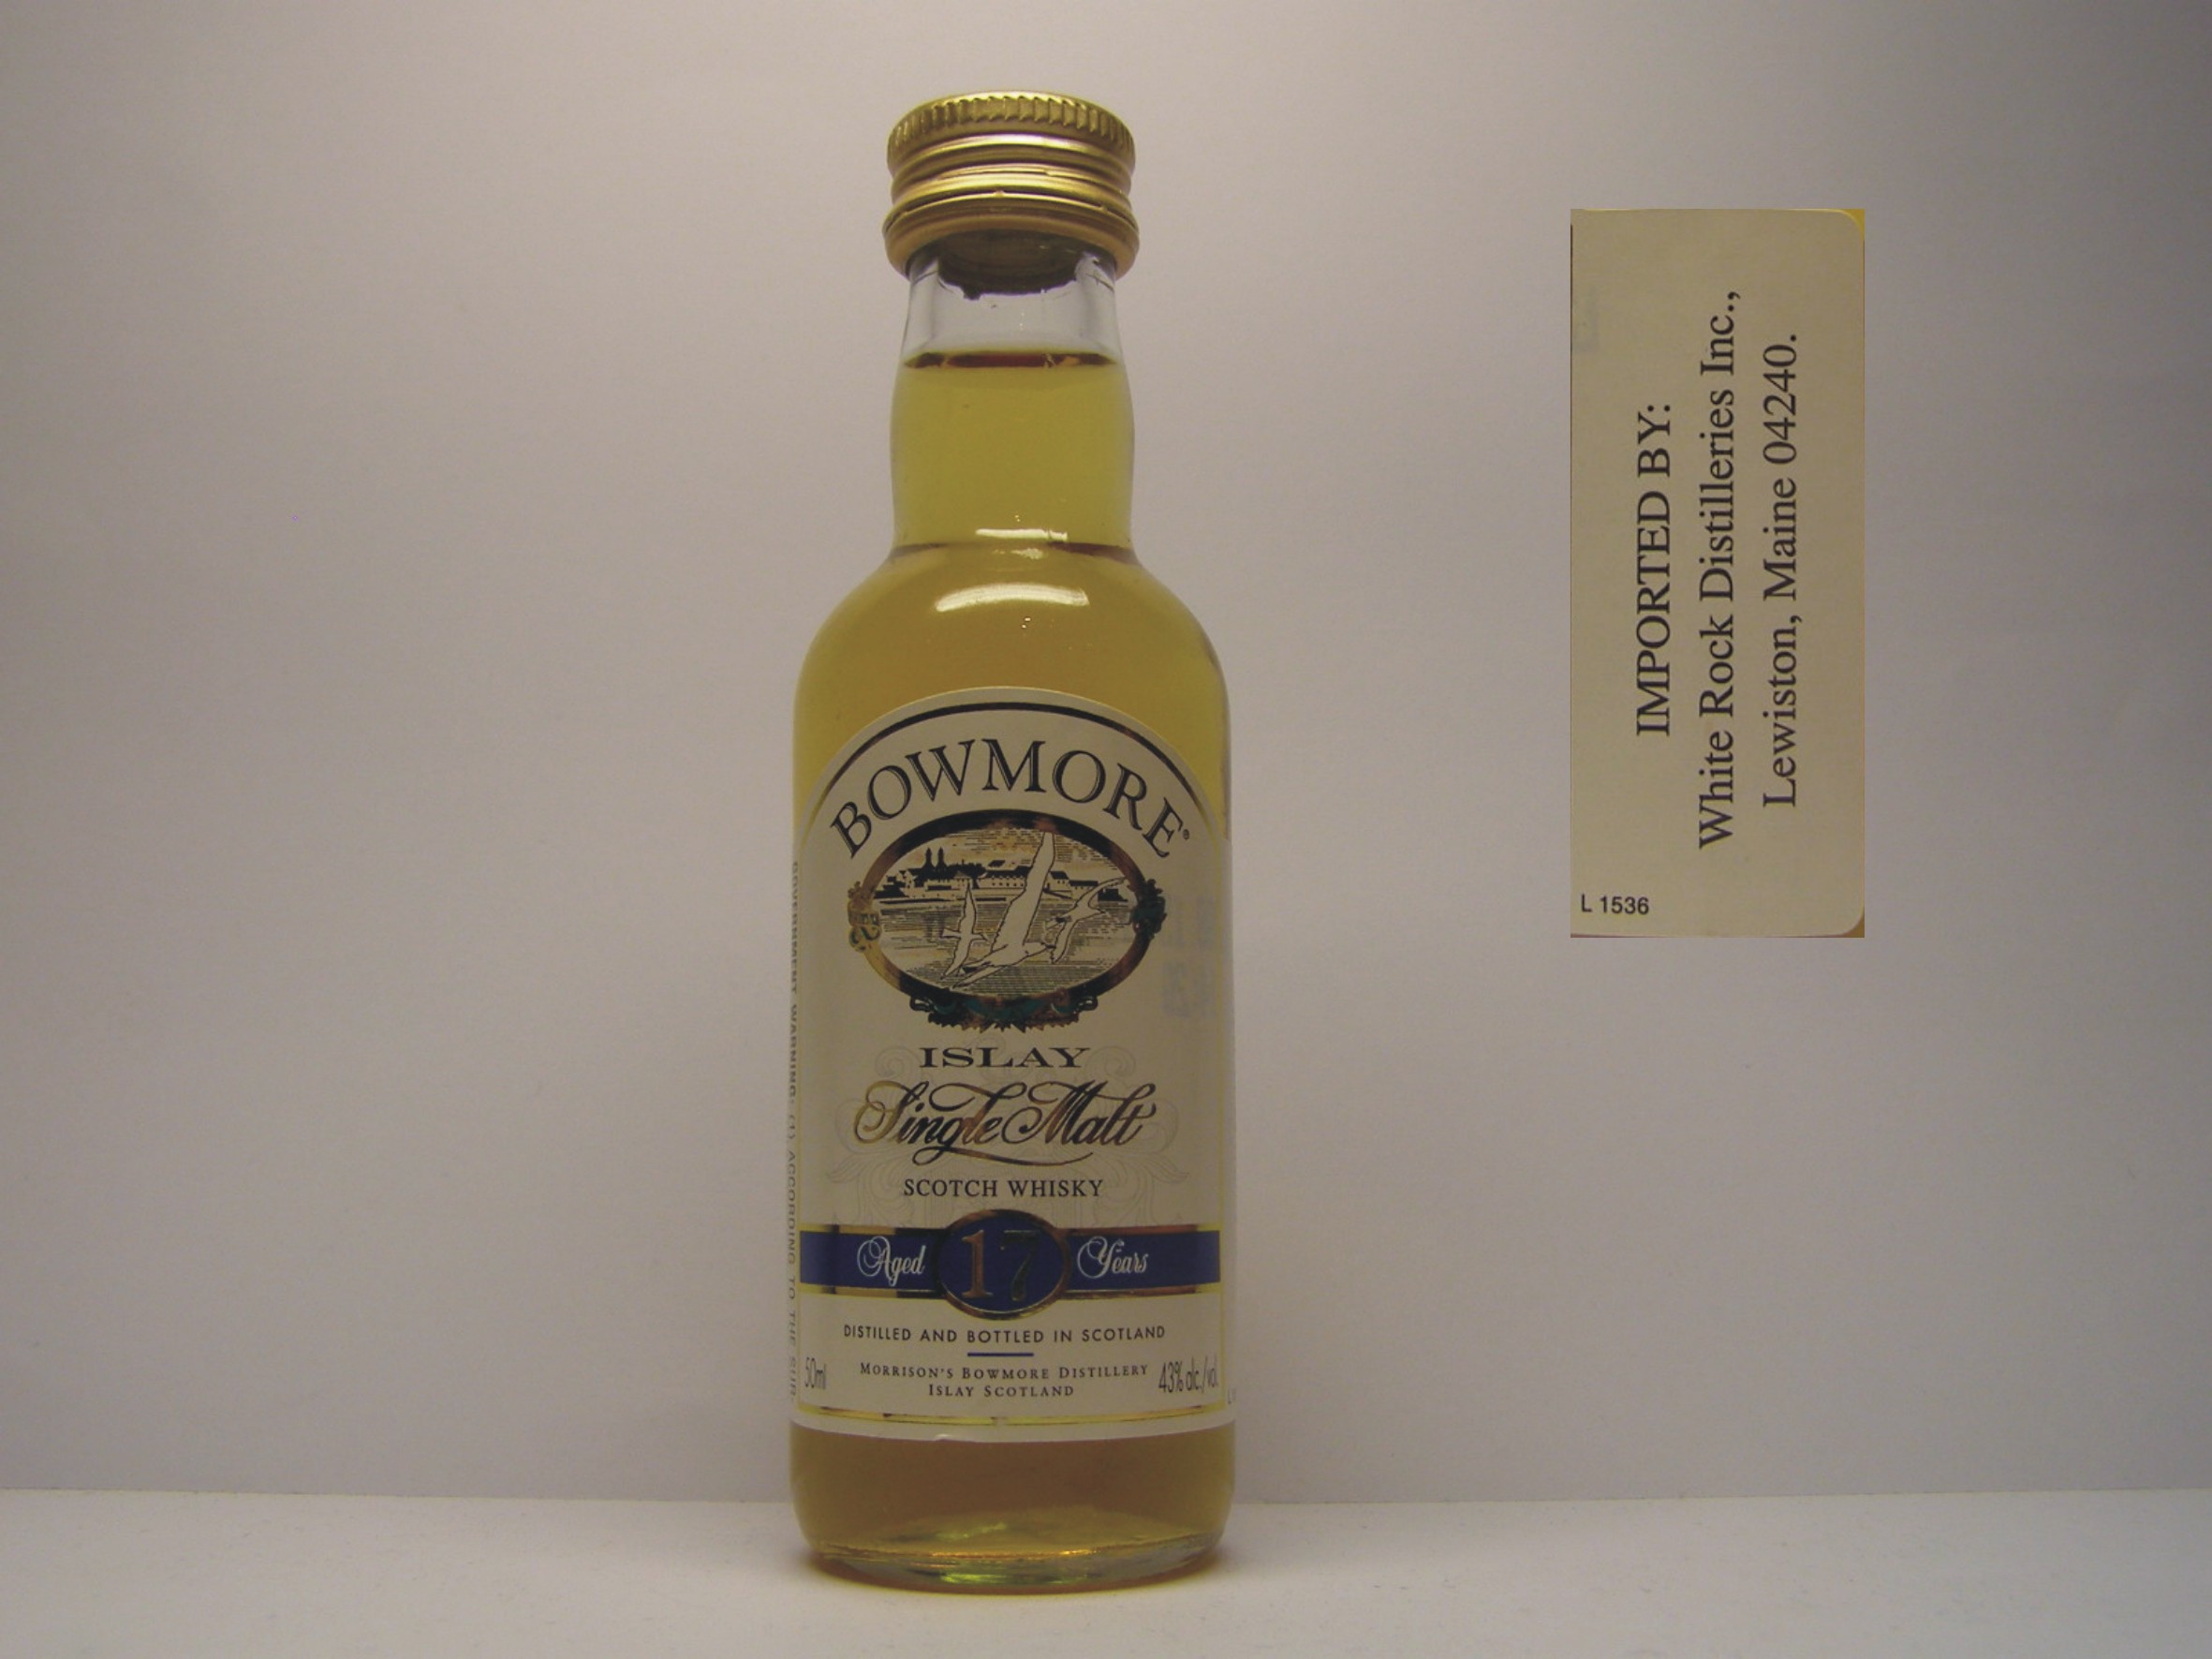 BOWMORE®
ISLAY
Single Malt
SCOTCH WHISKY
Aged 17 Years
DISTILLED AND BOTTLED IN SCOTLAND
50ml
MORRISON'S BOWMORE DISTILLERY
ISLAY SCOTLAND
43% alc./vol.
GOVERNMENT WARNING: (1) ACCORDING TO THE SUR
IMPORTED BY:
White Rock Distilleries Inc.,
Lewiston, Maine 04240.
L 1536